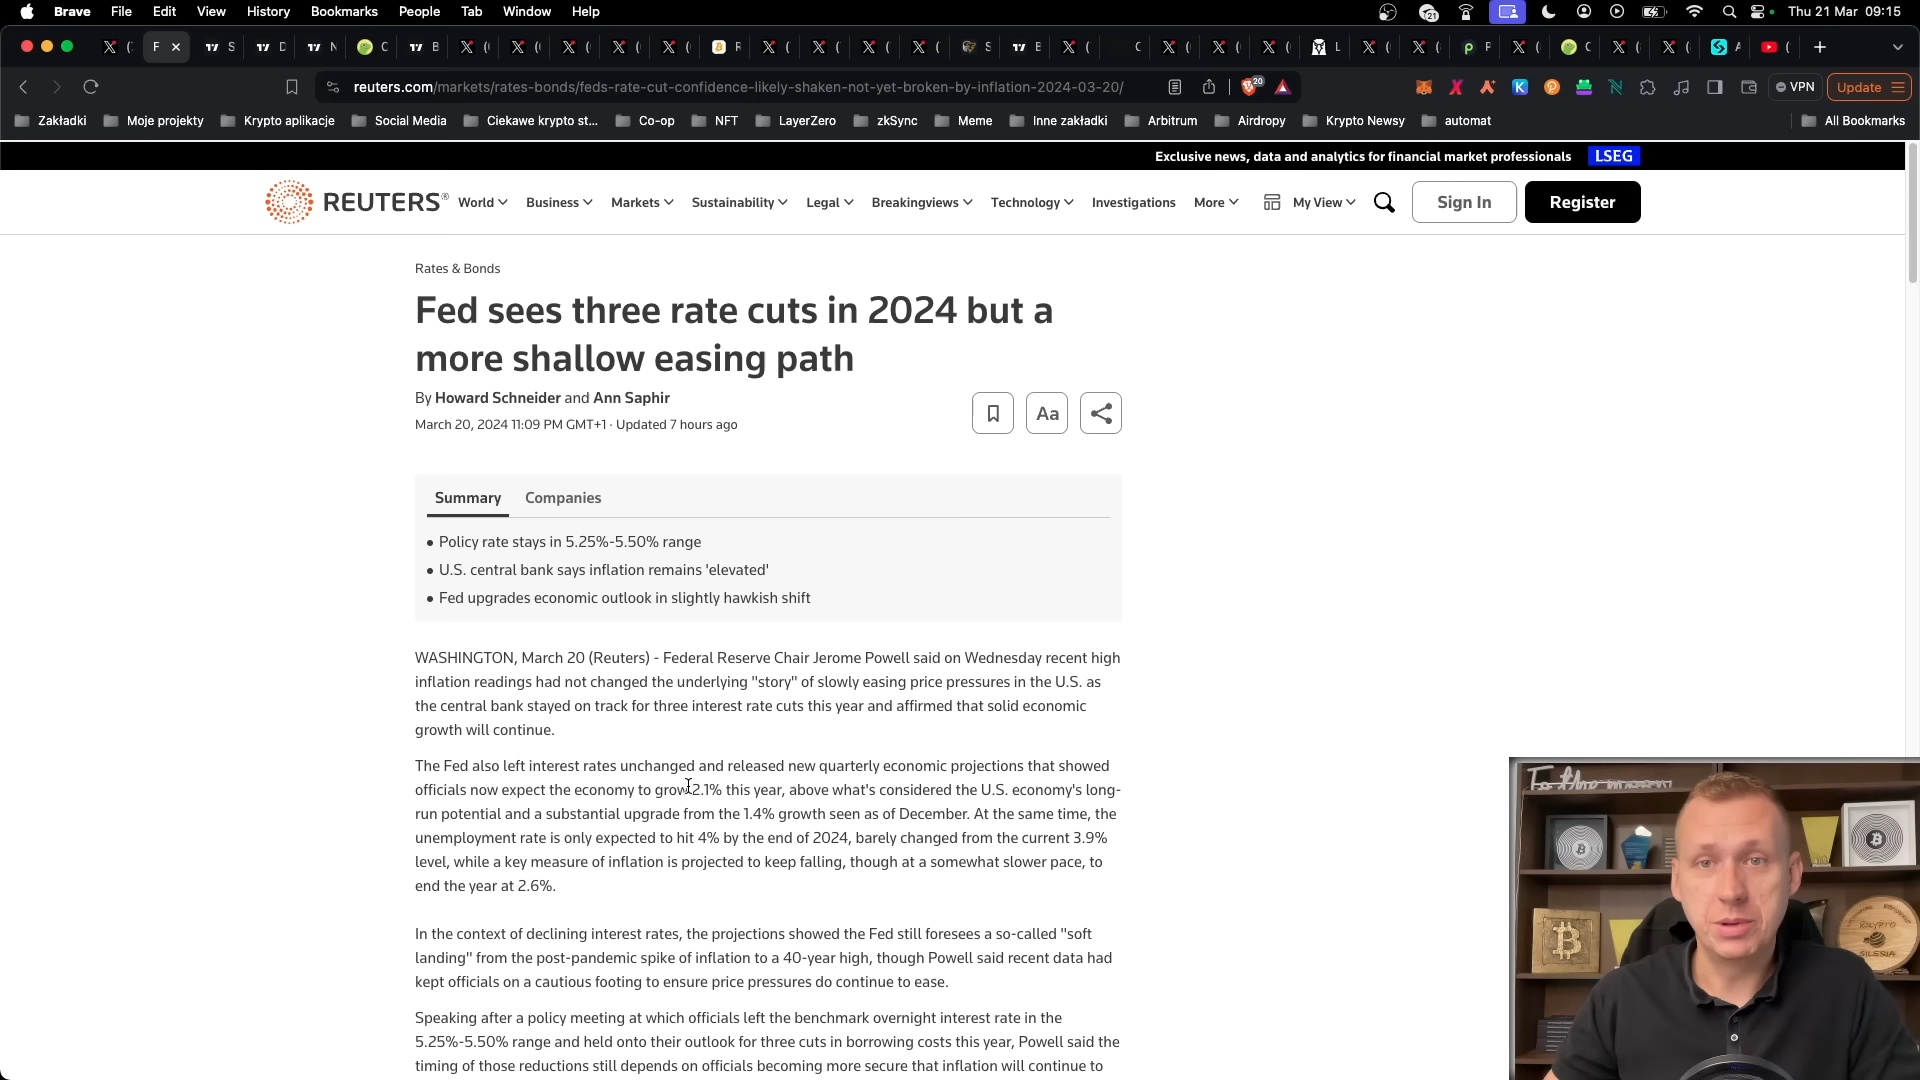 Brave File Edit View History Bookmarks People Tab Window Help 21 Thu 21 Mar 09:15
reuters.com/markets/rates-bonds/feds-rate-cut-confidence-likely-shaken-not-yet-broken-by-inflation-2024-03-20/ 20 VPN Update
Zakładki Moje projekty Krypto aplikacje Social Media Ciekawe krypto st... Co-op NFT LayerZero zkSync Meme Inne zakładki Arbitrum Airdropy Krypto Newsy automat All Bookmarks
Exclusive news, data and analytics for financial market professionals LSEG
REUTERS® World Business Markets Sustainability Legal Breakingviews Technology Investigations More My View Sign In Register
Rates & Bonds
Fed sees three rate cuts in 2024 but a
more shallow easing path
By Howard Schneider and Ann Saphir
March 20, 2024 11:09 PM GMT+1 · Updated 7 hours ago
Aa
Summary Companies
• Policy rate stays in 5.25%-5.50% range
• U.S. central bank says inflation remains 'elevated'
• Fed upgrades economic outlook in slightly hawkish shift
WASHINGTON, March 20 (Reuters) - Federal Reserve Chair Jerome Powell said on Wednesday recent high
inflation readings had not changed the underlying "story" of slowly easing price pressures in the U.S. as
the central bank stayed on track for three interest rate cuts this year and affirmed that solid economic
growth will continue.
The Fed also left interest rates unchanged and released new quarterly economic projections that showed
officials now expect the economy to grow 2.1% this year, above what's considered the U.S. economy's long-
run potential and a substantial upgrade from the 1.4% growth seen as of December. At the same time, the
unemployment rate is only expected to hit 4% by the end of 2024, barely changed from the current 3.9%
level, while a key measure of inflation is projected to keep falling, though at a somewhat slower pace, to
end the year at 2.6%.
In the context of declining interest rates, the projections showed the Fed still foresees a so-called "soft
landing" from the post-pandemic spike of inflation to a 40-year high, though Powell said recent data had
kept officials on a cautious footing to ensure price pressures do continue to ease.
Speaking after a policy meeting at which officials left the benchmark overnight interest rate in the
5.25%-5.50% range and held onto their outlook for three cuts in borrowing costs this year, Powell said the
timing of those reductions still depends on officials becoming more secure that inflation will continue to
To the moon
KRYPTO
SILESIA